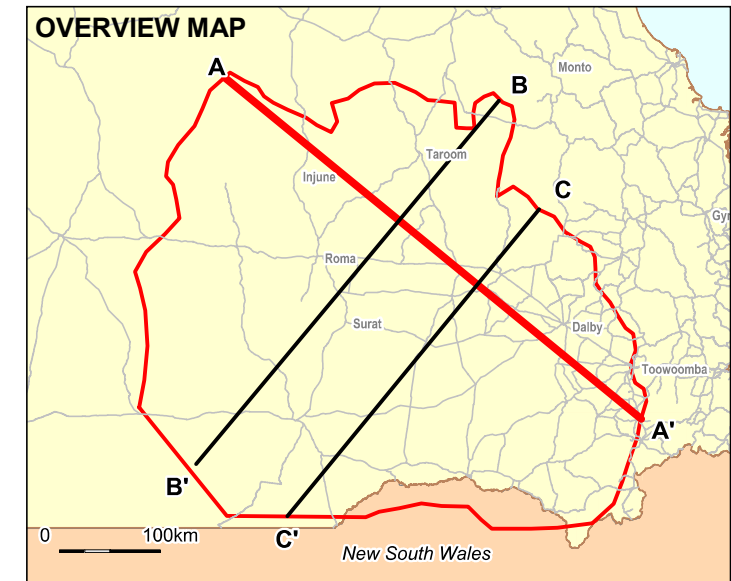 OVERVIEW MAP
A
B
Monto
Taroom
Injune
C
Gy
Roma
Surat
Dalby
Toowoomba
A'
B'
C'
0 100km
New South Wales